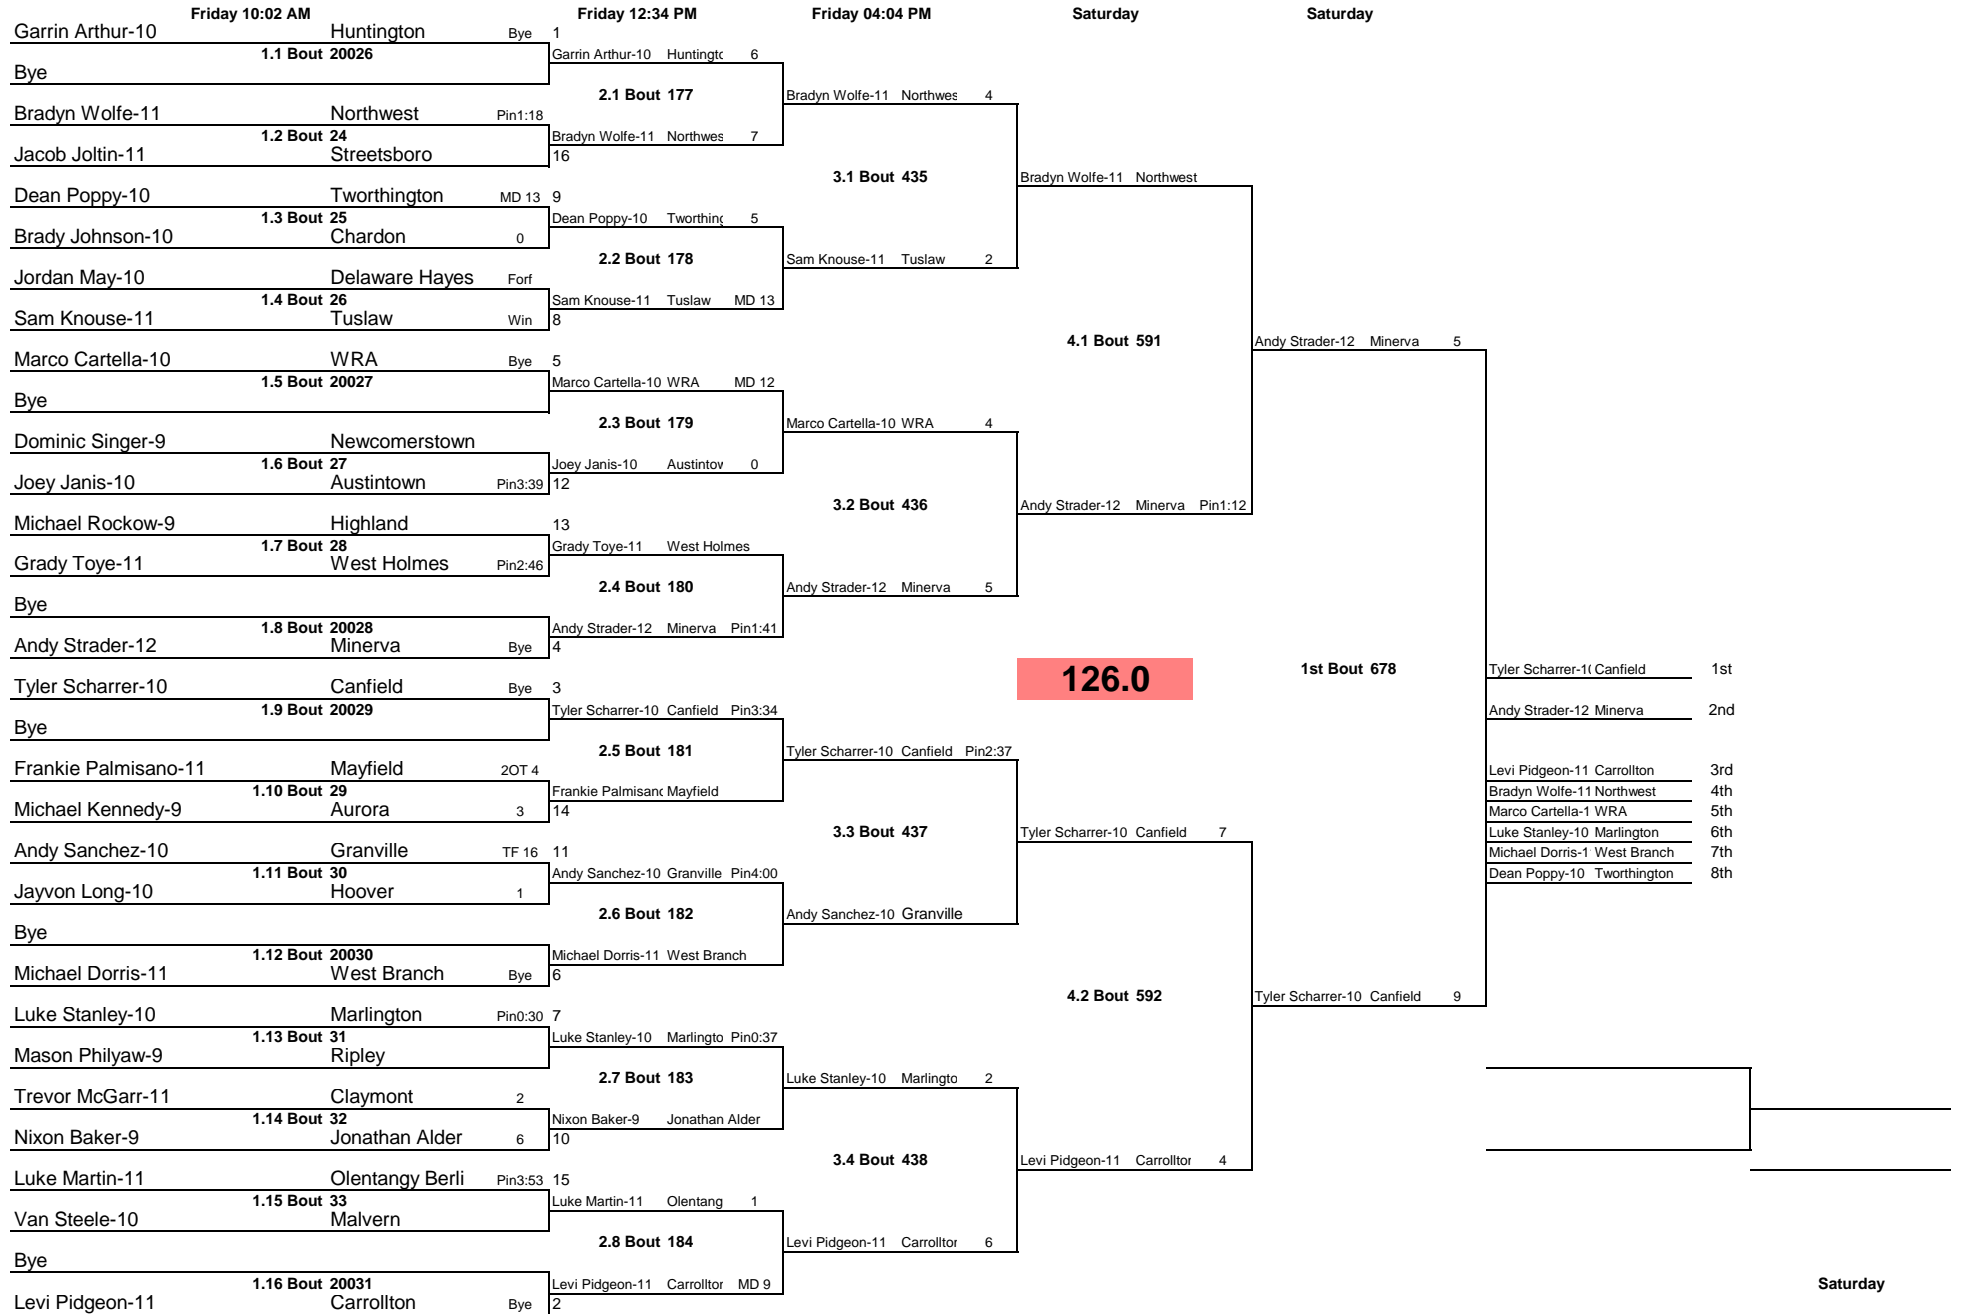 Friday 10:02 AM Friday 12:34 PM Friday 04:04 PM Saturday Saturday
Garrin Arthur-10 Huntington Bye 1
1.1 Bout 20026 Garrin Arthur-10 Huntingtc 6
Bye
2.1 Bout 177 Bradyn Wolfe-11 Northwes 4
Bradyn Wolfe-11 Northwest Pin1:18
1.2 Bout 24 Bradyn Wolfe-11 Northwes 7
Jacob Joltin-11 Streetsboro 16
3.1 Bout 435 Bradyn Wolfe-11 Northwest
Dean Poppy-10 Tworthington MD 13 9
1.3 Bout 25 Dean Poppy-10 Tworthing 5
Brady Johnson-10 Chardon 0
2.2 Bout 178 Sam Knouse-11 Tuslaw 2
Jordan May-10 Delaware Hayes Forf
1.4 Bout 26 Sam Knouse-11 Tuslaw MD 13
Sam Knouse-11 Tuslaw Win 8
4.1 Bout 591 Andy Strader-12 Minerva 5
Marco Cartella-10 WRA Bye 5
1.5 Bout 20027 Marco Cartella-10 WRA MD 12
Bye
2.3 Bout 179 Marco Cartella-10 WRA 4
Dominic Singer-9 Newcomerstown
1.6 Bout 27 Joey Janis-10 Austintov 0
Joey Janis-10 Austintown Pin3:39 12
3.2 Bout 436 Andy Strader-12 Minerva Pin1:12
Michael Rockow-9 Highland 13
1.7 Bout 28 Grady Toye-11 West Holmes
Grady Toye-11 West Holmes Pin2:46
2.4 Bout 180 Andy Strader-12 Minerva 5
Bye
1.8 Bout 20028 Andy Strader-12 Minerva Pin1:41
Andy Strader-12 Minerva Bye 4
126.0 1st Bout 678 Tyler Scharrer-1( Canfield 1st
Tyler Scharrer-10 Canfield Bye 3
1.9 Bout 20029 Tyler Scharrer-10 Canfield Pin3:34 Andy Strader-12 Minerva 2nd
Bye
2.5 Bout 181 Tyler Scharrer-10 Canfield Pin2:37
Frankie Palmisano-11 Mayfield 2OT 4 Levi Pidgeon-11 Carrollton 3rd
1.10 Bout 29 Frankie Palmisanc Mayfield Bradyn Wolfe-11 Northwest 4th
Michael Kennedy-9 Aurora 3 14 Marco Cartella-1 WRA 5th
3.3 Bout 437 Tyler Scharrer-10 Canfield 7 Luke Stanley-10 Marlington 6th
Andy Sanchez-10 Granville TF 16 11 Michael Dorris-1 West Branch 7th
1.11 Bout 30 Andy Sanchez-10 Granville Pin4:00 Dean Poppy-10 Tworthington 8th
Jayvon Long-10 Hoover 1
2.6 Bout 182 Andy Sanchez-10 Granville
Bye
1.12 Bout 20030 Michael Dorris-11 West Branch
Michael Dorris-11 West Branch Bye 6
4.2 Bout 592 Tyler Scharrer-10 Canfield 9
Luke Stanley-10 Marlington Pin0:30 7
1.13 Bout 31 Luke Stanley-10 Marlingto Pin0:37
Mason Philyaw-9 Ripley
2.7 Bout 183 Luke Stanley-10 Marlingto 2
Trevor McGarr-11 Claymont 2
1.14 Bout 32 Nixon Baker-9 Jonathan Alder
Nixon Baker-9 Jonathan Alder 6 10
3.4 Bout 438 Levi Pidgeon-11 Carrolltor 4
Luke Martin-11 Olentangy Berli Pin3:53 15
1.15 Bout 33 Luke Martin-11 Olentang 1
Van Steele-10 Malvern
2.8 Bout 184 Levi Pidgeon-11 Carrolltor 6
Bye
1.16 Bout 20031 Levi Pidgeon-11 Carrolltor MD 9 Saturday
Levi Pidgeon-11 Carrollton Bye 2